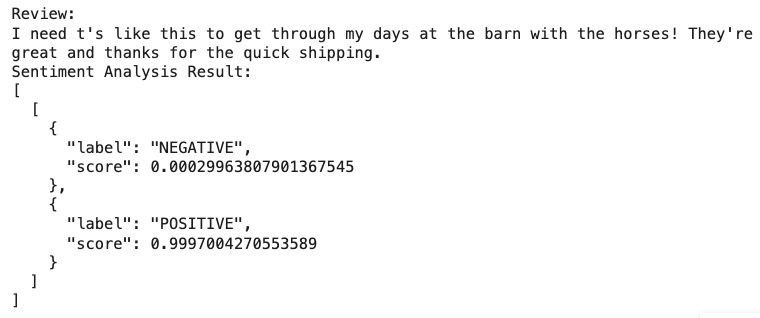 Review:
I need t's like this to get through my days at the barn with the horses! They're
great and thanks for the quick shipping.
Sentiment Analysis Result:
[
  [
    {
      "label": "NEGATIVE",
      "score": 0.00029963807901367545
    },
    {
      "label": "POSITIVE",
      "score": 0.9997004270553589
    }
  ]
]